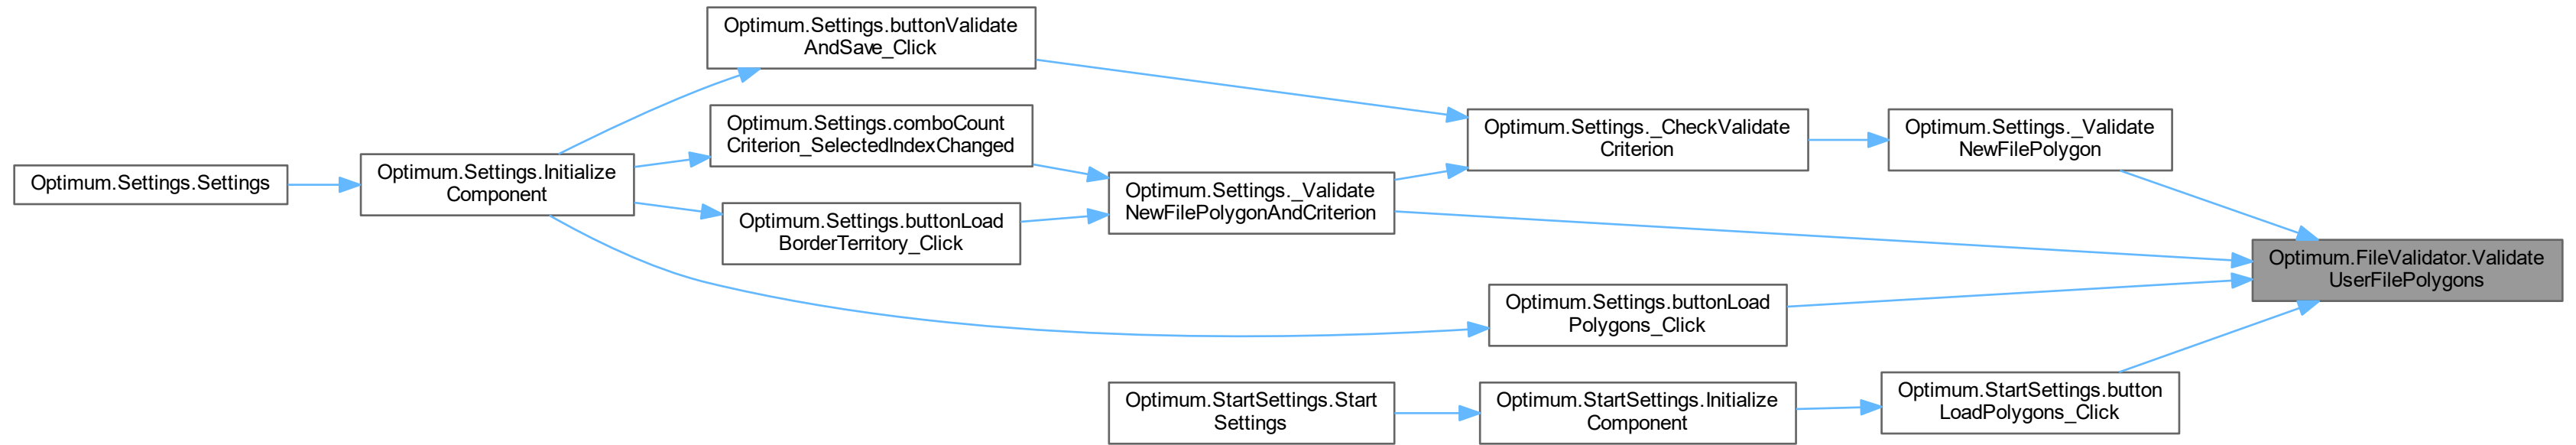 Optimum.Settings.buttonValidate
AndSave_Click
Optimum.Settings.comboCount
Criterion_SelectedIndexChanged
Optimum.Settings._CheckValidate
Criterion
Optimum.Settings._Validate
NewFilePolygon
Optimum.Settings.Settings
Optimum.Settings.Initialize
Component
Optimum.Settings._Validate
NewFilePolygonAndCriterion
Optimum.Settings.buttonLoad
BorderTerritory_Click
Optimum.FileValidator.Validate
UserFilePolygons
Optimum.Settings.buttonLoad
Polygons_Click
Optimum.StartSettings.Start
Settings
Optimum.StartSettings.Initialize
Component
Optimum.StartSettings.button
LoadPolygons_Click